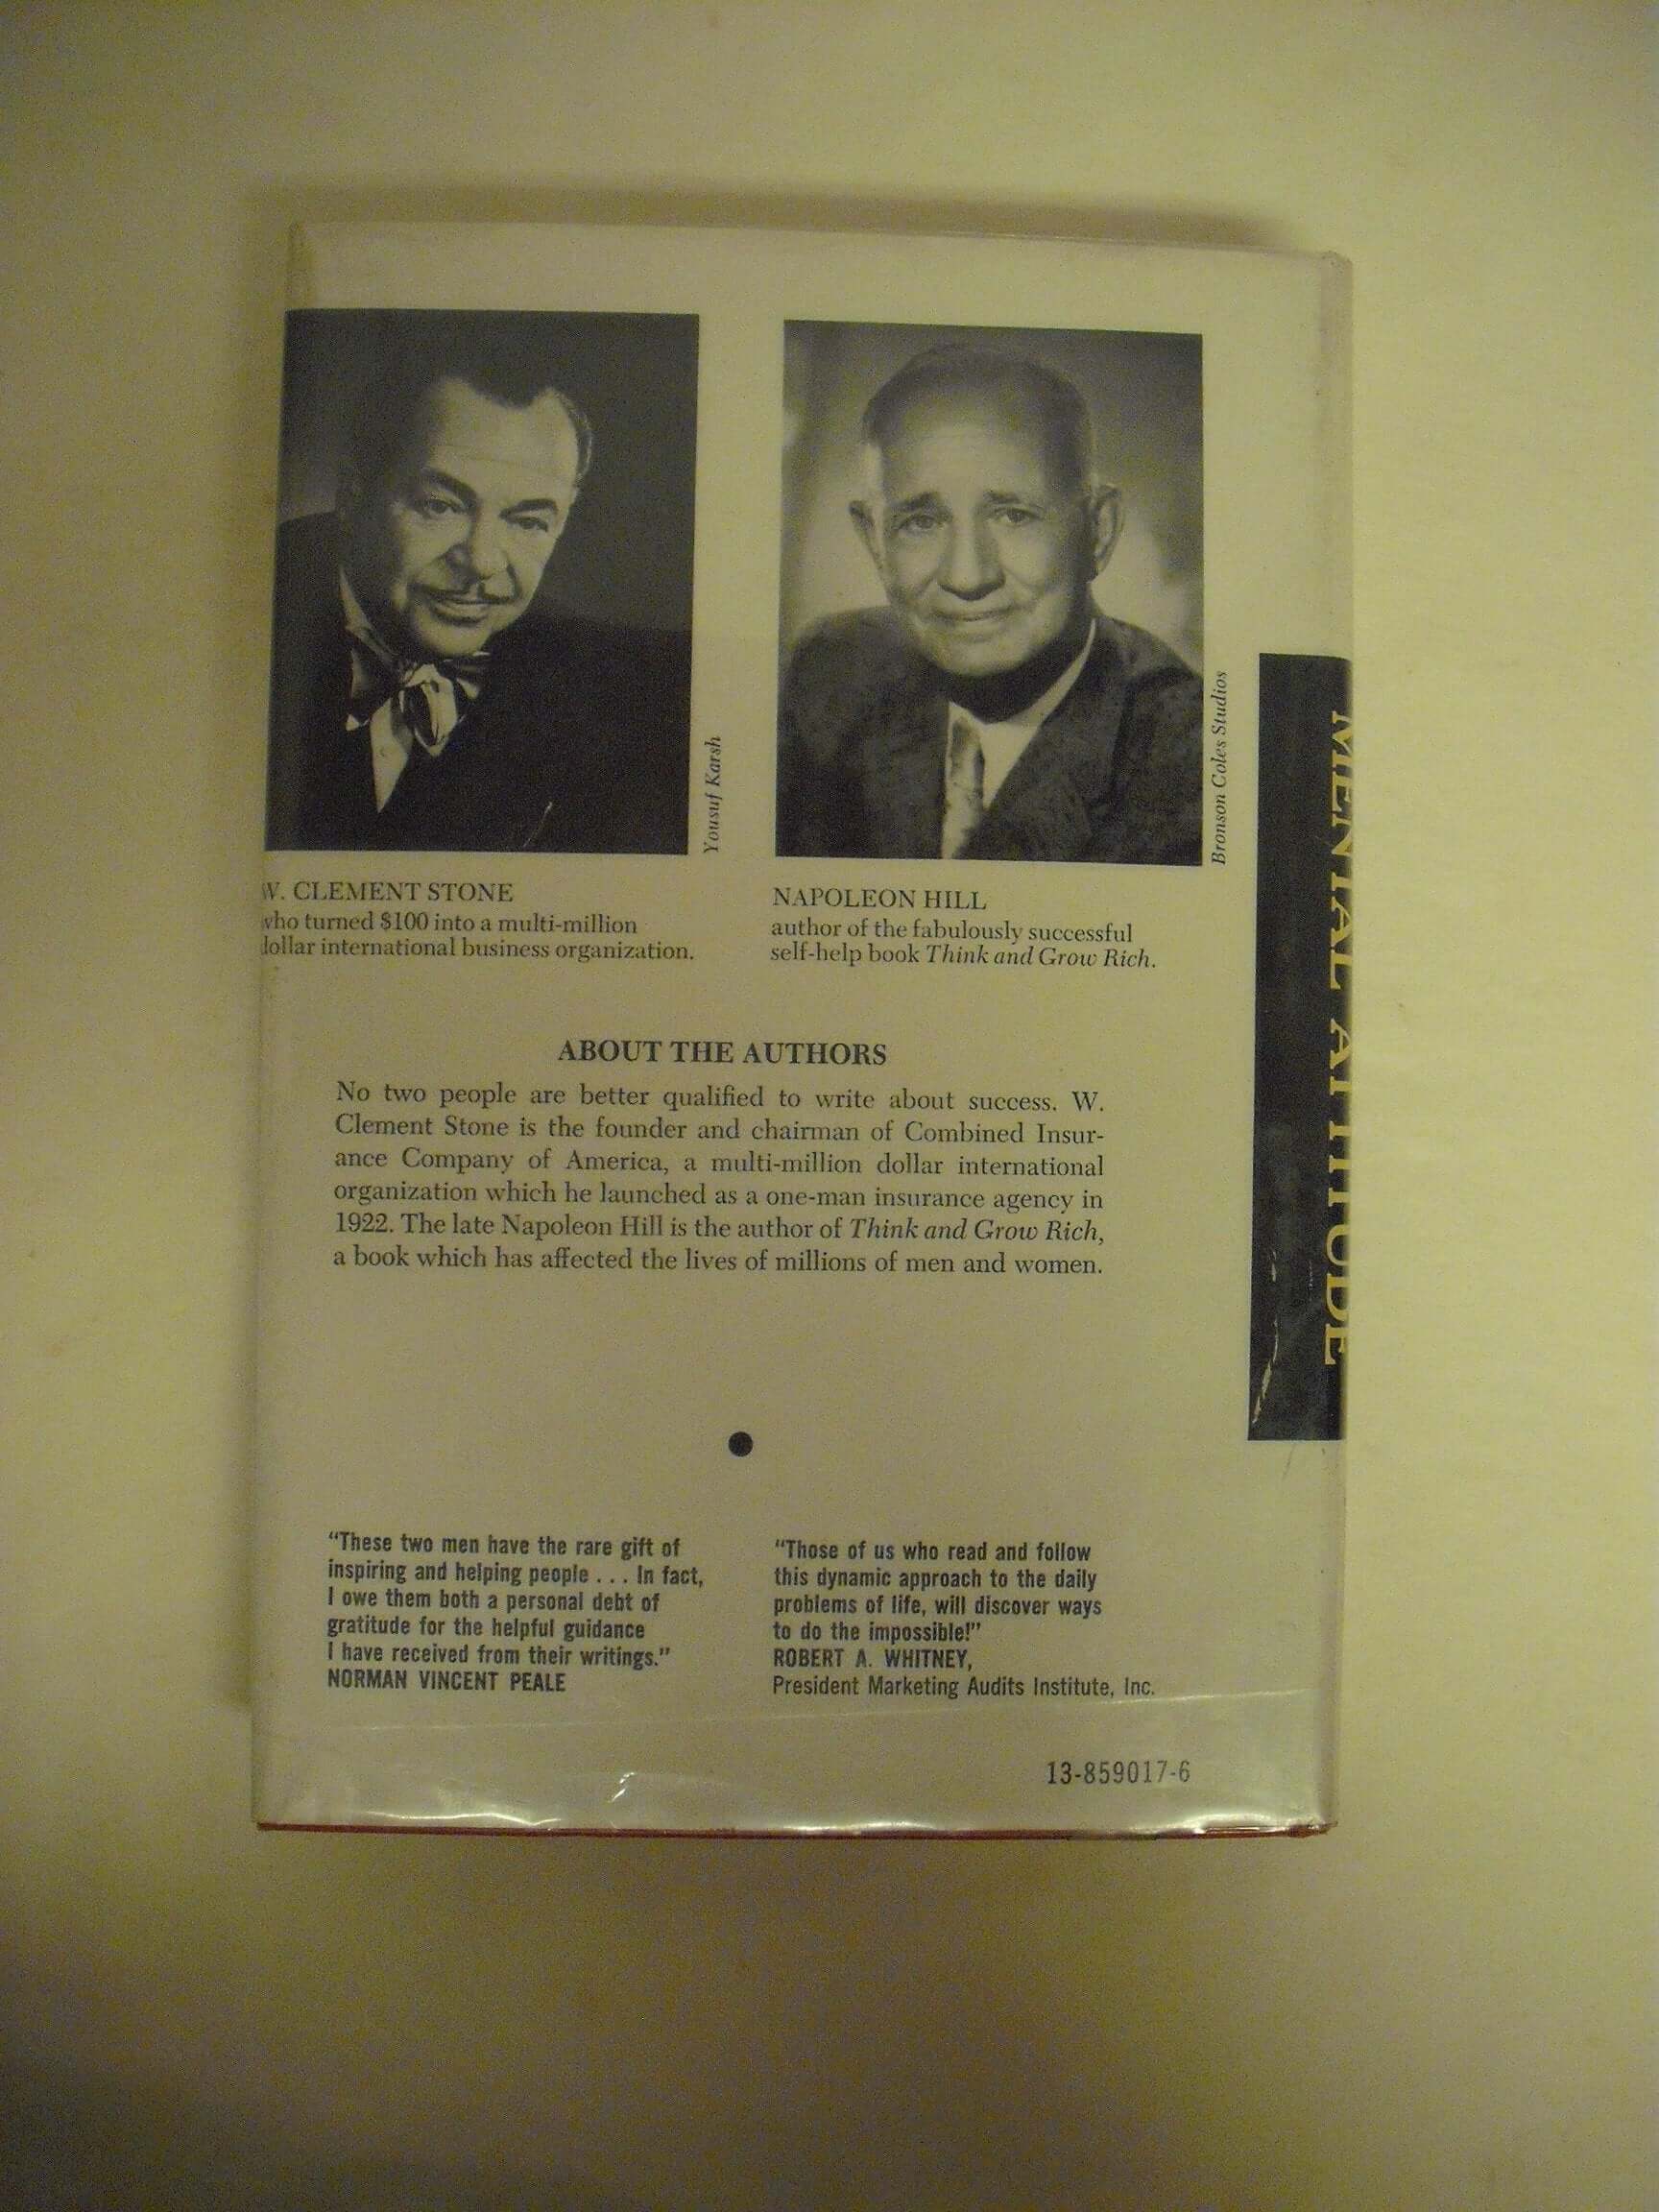 Yousuf Karsh
Bronson Coles Studios
W. CLEMENT STONE
who turned $100 into a multi-million
dollar international business organization.
NAPOLEON HILL
author of the fabulously successful
self-help book Think and Grow Rich.
MENTAL ATTITUDE
ABOUT THE AUTHORS
No two people are better qualified to write about success. W.
Clement Stone is the founder and chairman of Combined Insur-
ance Company of America, a multi-million dollar international
organization which he launched as a one-man insurance agency in
1922. The late Napoleon Hill is the author of Think and Grow Rich,
a book which has affected the lives of millions of men and women.
"These two men have the rare gift of
inspiring and helping people . . . In fact,
I owe them both a personal debt of
gratitude for the helpful guidance
I have received from their writings."
NORMAN VINCENT PEALE
"Those of us who read and follow
this dynamic approach to the daily
problems of life, will discover ways
to do the impossible!"
ROBERT A. WHITNEY,
President Marketing Audits Institute, Inc.
13-859017-6